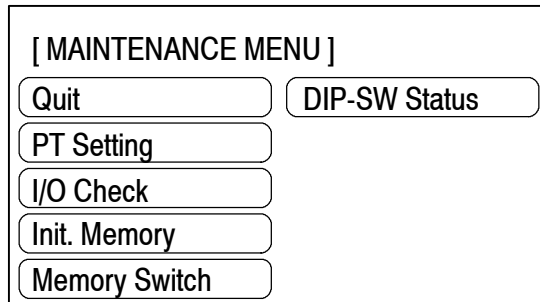 [ MAINTENANCE MENU ]
Quit
DIP-SW Status
PT Setting
I/O Check
Init. Memory
Memory Switch